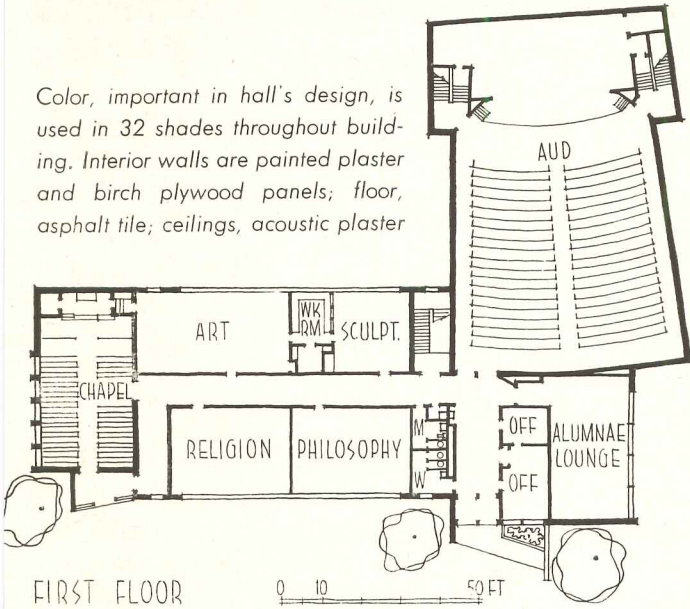 Color, important in hall's design, is
used in 32 shades throughout build-
ing. Interior walls are painted plaster
and birch plywood panels; floor,
asphalt tile; ceilings, acoustic plaster
AUD
ART
WK
RM
SCULPT.
CHAPEL
RELIGION
PHILOSOPHY
M
W
OFF
OFF
ALUMNAE
LOUNGE
FIRST FLOOR
0 10 50 FT